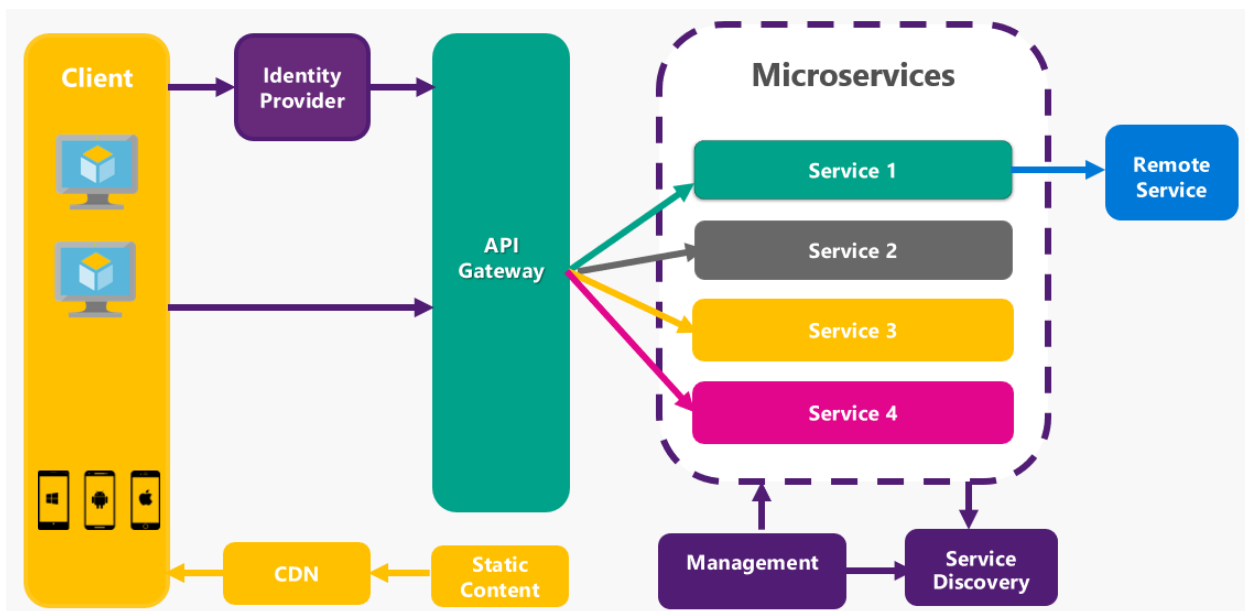 Client
Identity
Provider
API
Gateway
Microservices
Service 1
Service 2
Service 3
Service 4
Remote
Service
CDN
Static
Content
Management
Service
Discovery